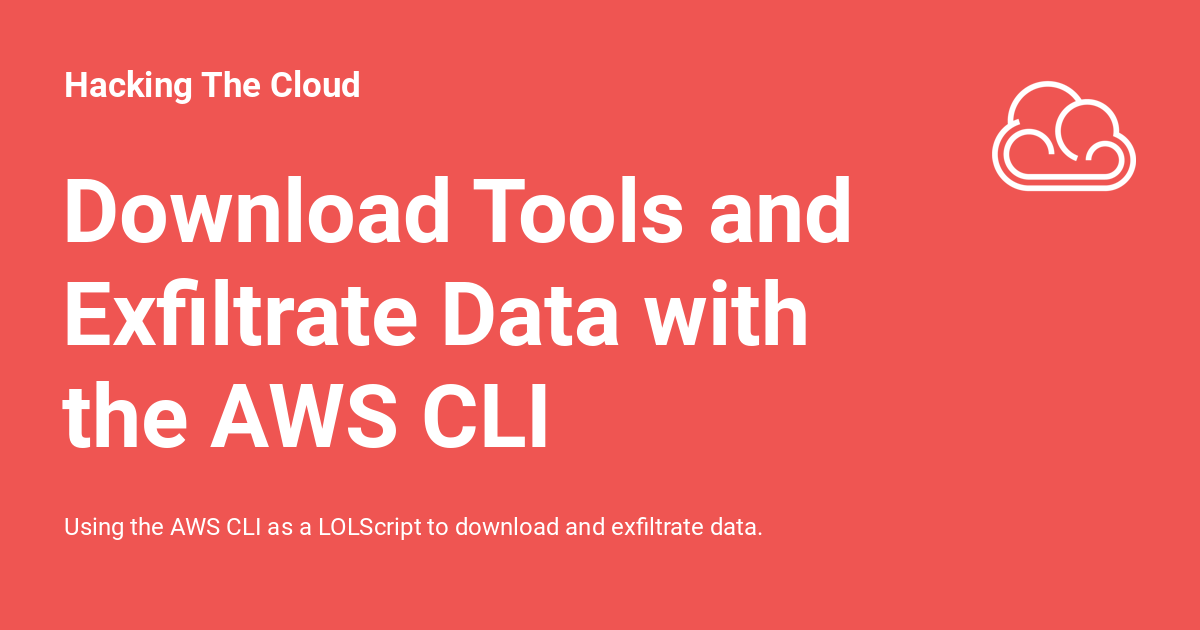 Hacking The Cloud
Download Tools and
Exfiltrate Data with
the AWS CLI
Using the AWS CLI as a LOLScript to download and exfiltrate data.